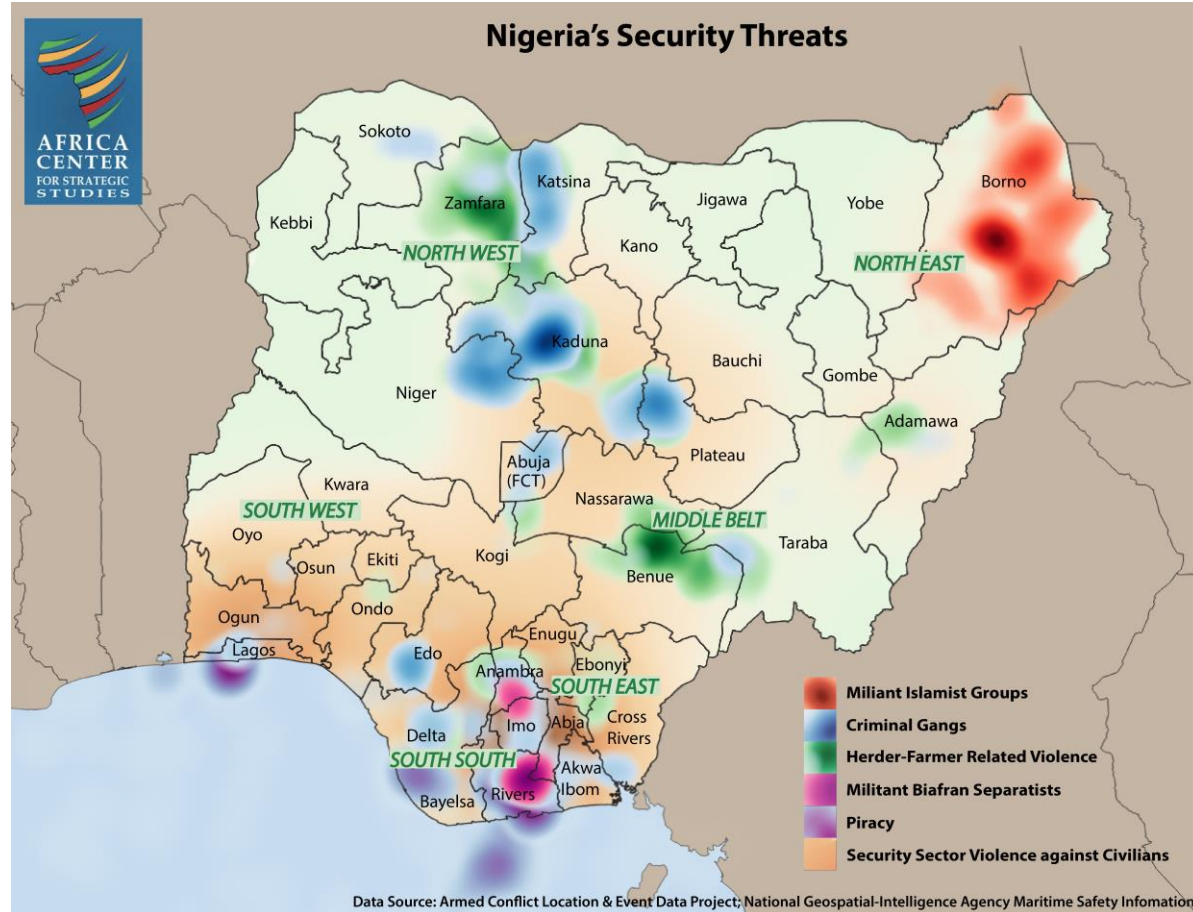 Nigeria's Security Threats
AFRICA
CENTER
FOR STRATEGIC
STUDIES
Sokoto
Katsina
Borno
Zamfara
Jigawa
Yobe
Kebbi
Kano
NORTH WEST
NORTH EAST
Kaduna
Bauchi
Gombe
Niger
Adamawa
Plateau
Abuja
(FCT)
Kwara
Nassarawa
SOUTH WEST
MIDDLE BELT
Oyo
Taraba
Kogi
Ekiti
Osun
Benue
Ondo
Ogun
Enugu
Lagos
Edo
Ebonyi
Anambra
SOUTH EAST
Cross
Rivers
Imo
Abia
Delta
SOUTH SOUTH
Akwa
Ibom
Rivers
Bayelsa
Miliant Islamist Groups
Criminal Gangs
Herder-Farmer Related Violence
Militant Biafran Separatists
Piracy
Security Sector Violence against Civilians
Data Source: Armed Conflict Location & Event Data Project; National Geospatial-Intelligence Agency Maritime Safety Infomation